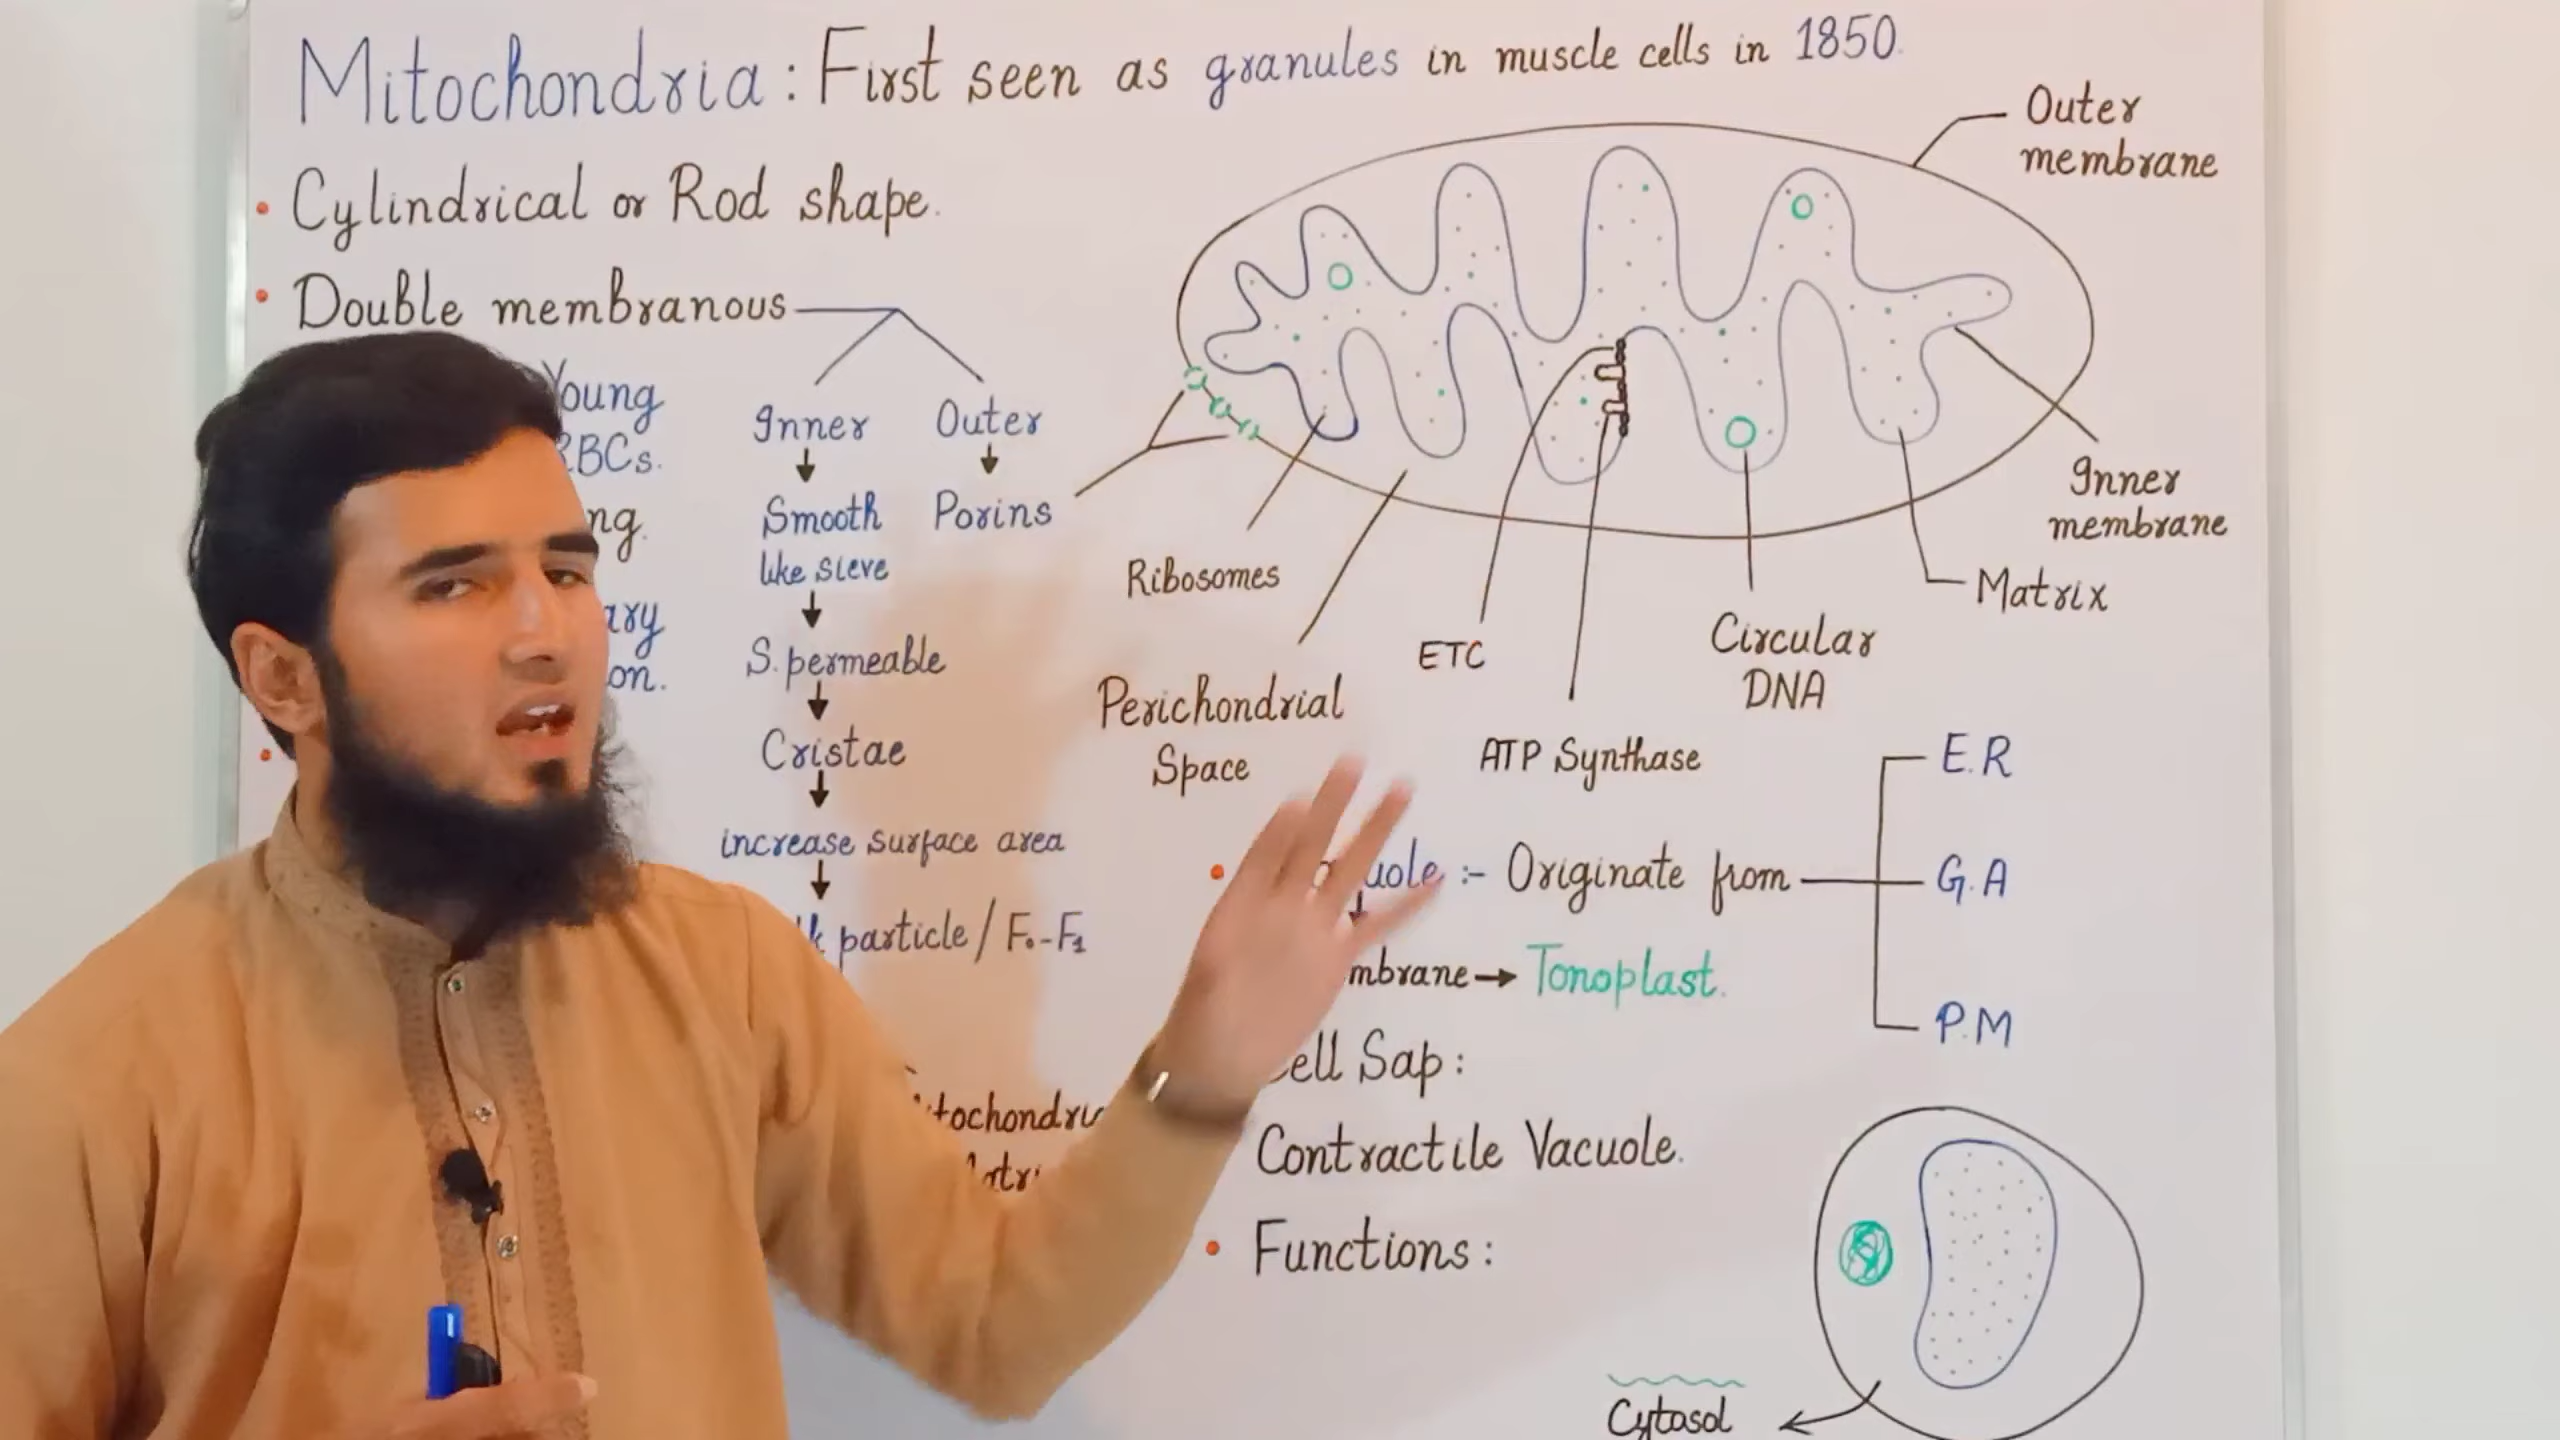 Mitochondria : First seen as granules in muscle cells in 1850.
• Cylindrical or Rod shape.
• Double membranous
Young
RBCs.
Inner
Smooth
like sieve
S. permeable
Cristae
increase surface area
particle / F₀-F₁
Outer
Porins
Outer
membrane
Inner
membrane
Matrix
Circular
DNA
ATP Synthase
ETC
Perichondrial
Space
Ribosomes
:- Originate from
E.R
G.A
P.M
→ Tonoplast.
Cell Sap :
Contractile Vacuole.
• Functions :
Cytosol